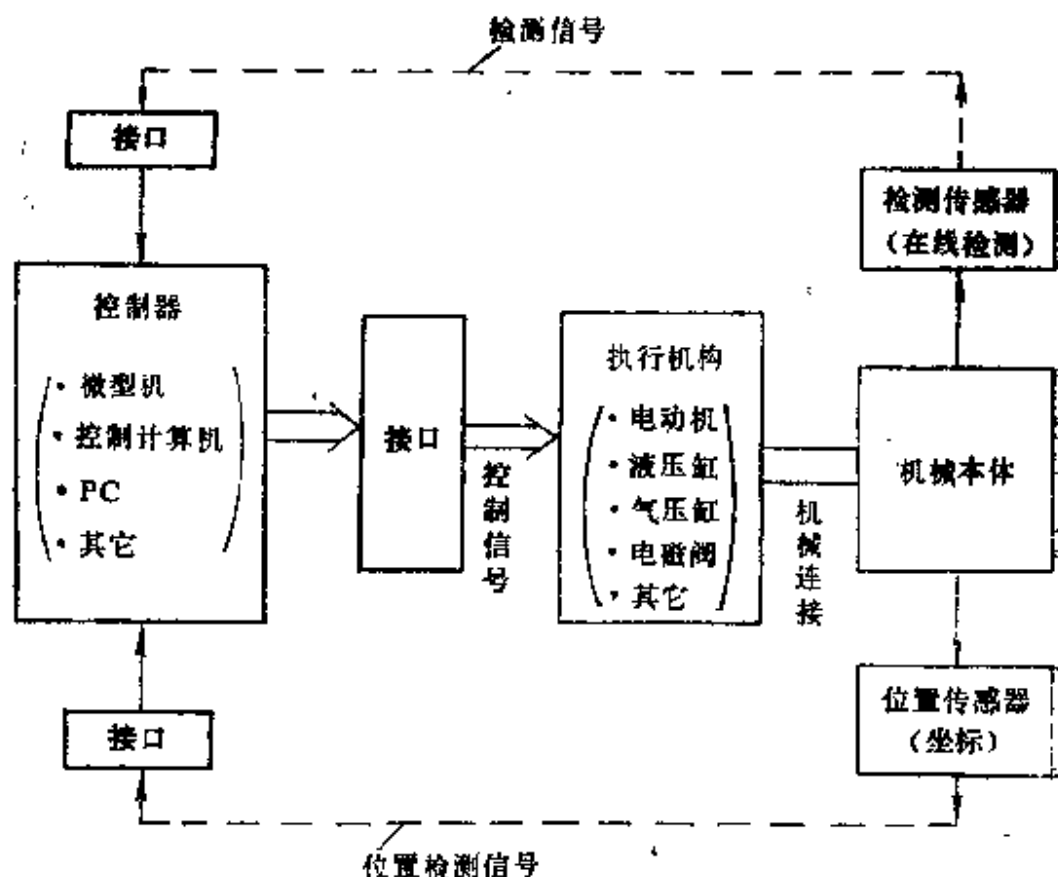 检测信号
接口
检测传感器
（在线检测）
控制器
• 微型机
• 控制计算机
• PC
• 其它
接口
控制信号
执行机构
• 电动机
• 液压缸
• 气压缸
• 电磁阀
• 其它
机械连接
机械本体
接口
位置传感器
（坐标）
位置检测信号